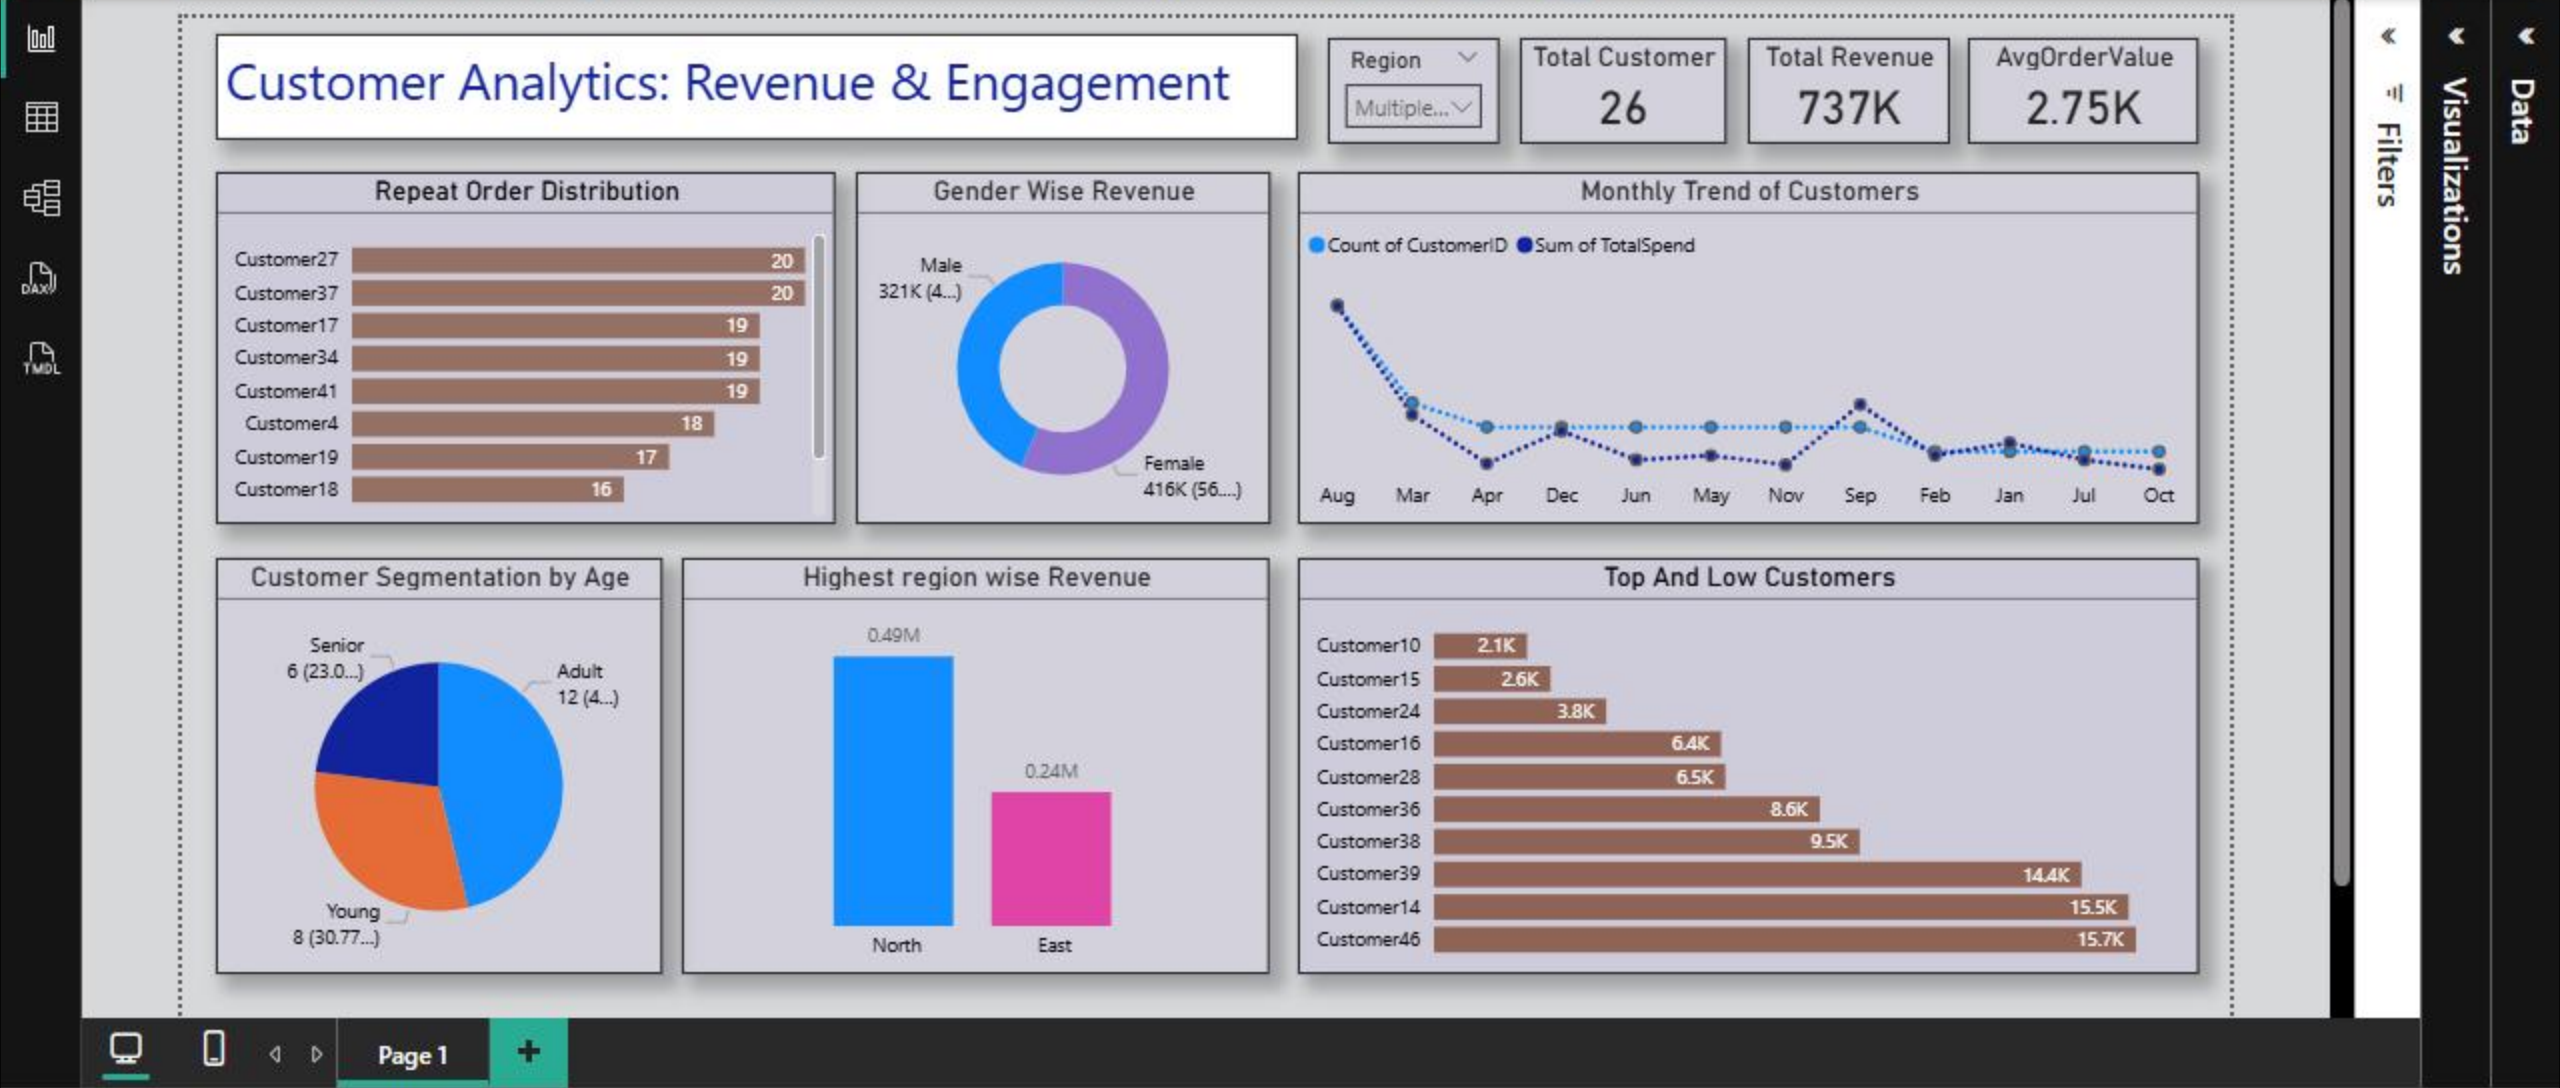 Customer Analytics: Revenue & Engagement
Region
Multiple...
Total Customer
26
Total Revenue
737K
AvgOrderValue
2.75K
Repeat Order Distribution
Customer27
20
Customer37
20
Customer17
19
Customer34
19
Customer41
19
Customer4
18
Customer19
17
Customer18
16
Gender Wise Revenue
Male
321K (4...)
Female
416K (56....)
Monthly Trend of Customers
Count of CustomerID
Sum of TotalSpend
Aug Mar Apr Dec Jun May Nov Sep Feb Jan Jul Oct
Customer Segmentation by Age
Senior
6 (23.0...)
Adult
12 (4...)
Young
8 (30.77...)
Highest region wise Revenue
0.49M
0.24M
North East
Top And Low Customers
Customer10
2.1K
Customer15
2.6K
Customer24
3.8K
Customer16
6.4K
Customer28
6.5K
Customer36
8.6K
Customer38
9.5K
Customer39
14.4K
Customer14
15.5K
Customer46
15.7K
Filters
Visualizations
Data
DAX
TMDL
Page 1